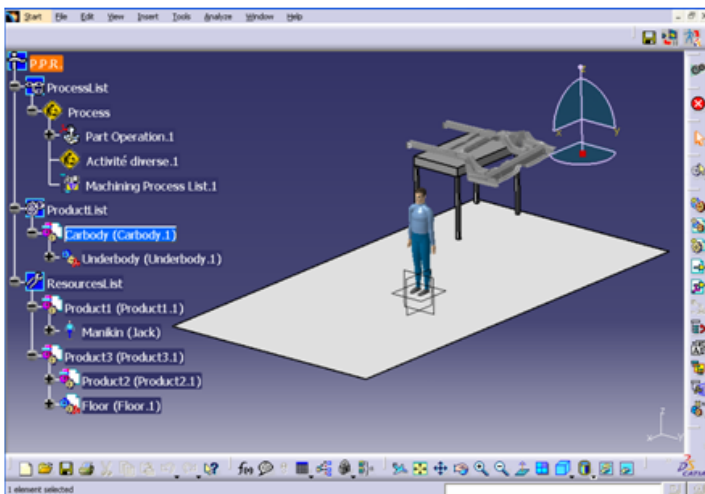 Start File Edit View Insert Tools Analyze Window Help
P.P.R.
ProcessList
Process
Part Operation.1
Activité diverse.1
Machining Process List.1
ProductList
Carbody (Carbody.1)
Underbody (Underbody.1)
ResourcesList
Product1 (Product1.1)
Manikin (Jack)
Product3 (Product3.1)
Product2 (Product2.1)
Floor (Floor.1)
z
x
y
z
x
y
f(x)
CATIA
1 element selected